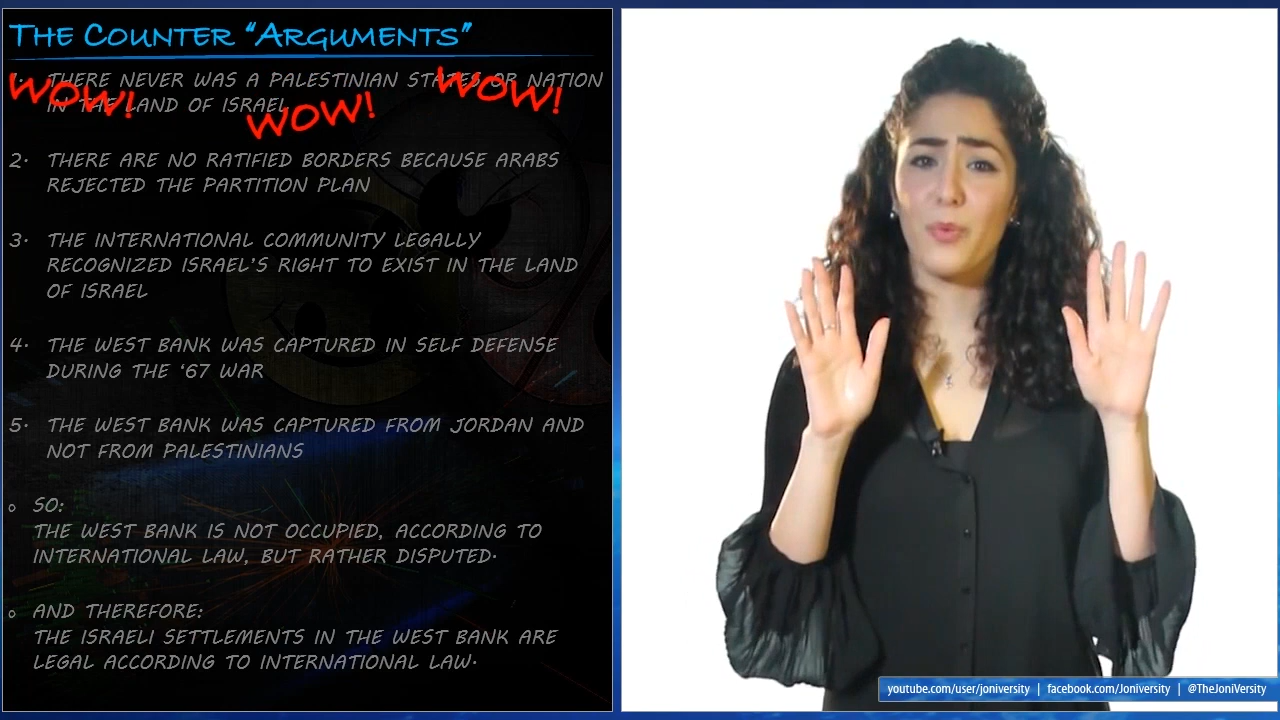 The Counter “Arguments”
1. THERE NEVER WAS A PALESTINIAN STATES OR NATION
IN THE LAND OF ISRAEL
WOW!
WOW!
WOW!
2. THERE ARE NO RATIFIED BORDERS BECAUSE ARABS
REJECTED THE PARTITION PLAN
3. THE INTERNATIONAL COMMUNITY LEGALLY
RECOGNIZED ISRAEL’S RIGHT TO EXIST IN THE LAND
OF ISRAEL
4. THE WEST BANK WAS CAPTURED IN SELF DEFENSE
DURING THE ‘67 WAR
5. THE WEST BANK WAS CAPTURED FROM JORDAN AND
NOT FROM PALESTINIANS
o SO:
THE WEST BANK IS NOT OCCUPIED, ACCORDING TO
INTERNATIONAL LAW, BUT RATHER DISPUTED.
o AND THEREFORE:
THE ISRAELI SETTLEMENTS IN THE WEST BANK ARE
LEGAL ACCORDING TO INTERNATIONAL LAW.
youtube.com/user/joniversity | facebook.com/Joniversity | @TheJoniVersity